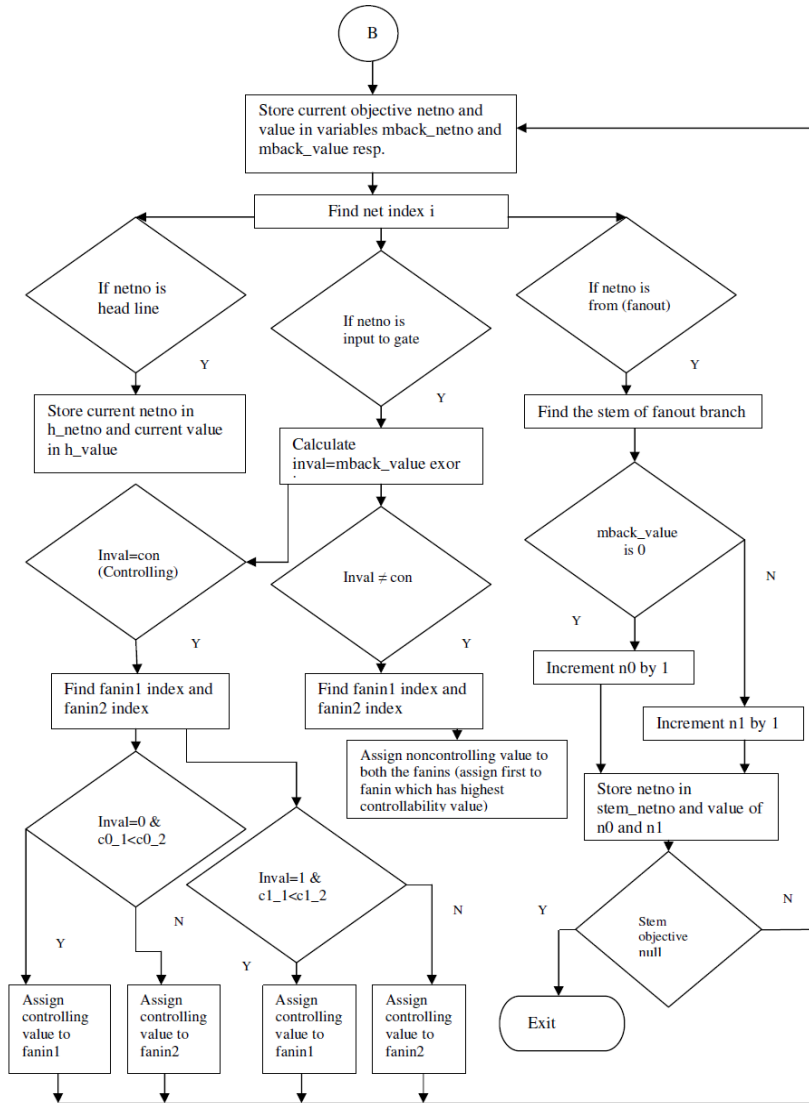 B
Store current objective netno and
value in variables mback_netno and
mback_value resp.
Find net index i
If netno is
head line
If netno is
input to gate
If netno is
from (fanout)
Y
Y
Y
Store current netno in
h_netno and current value
in h_value
Calculate
inval=mback_value exor
Find the stem of fanout branch
Inval=con
(Controlling)
Inval ≠ con
mback_value
is 0
N
Y
Y
Y
Find fanin1 index and
fanin2 index
Find fanin1 index and
fanin2 index
Increment n0 by 1
Increment n1 by 1
Assign noncontrolling value to
both the fanins (assign first to
fanin which has highest
controllability value)
Store netno in
stem_netno and value of
n0 and n1
Inval=0 &
c0_1<c0_2
Inval=1 &
c1_1<c1_2
Stem
objective
null
Y
N
Y
N
Y
N
Assign
controlling
value to
fanin1
Assign
controlling
value to
fanin2
Assign
controlling
value to
fanin1
Assign
controlling
value to
fanin2
Exit